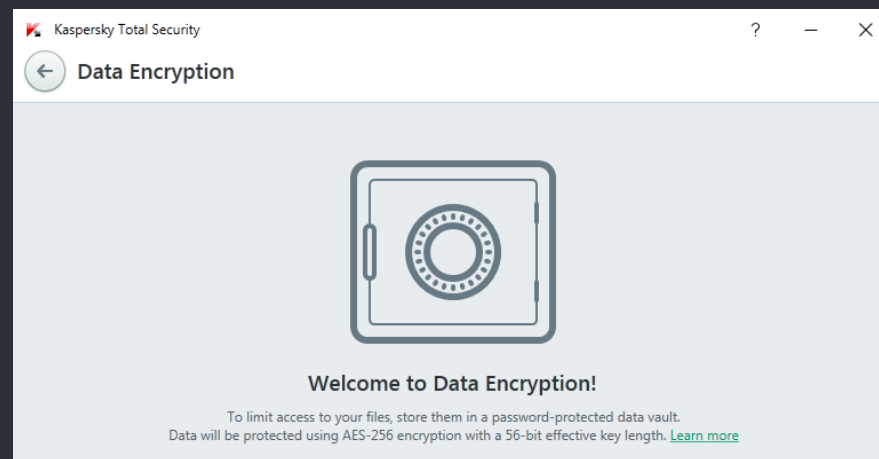 Kaspersky Total Security
?
Data Encryption
Welcome to Data Encryption!
To limit access to your files, store them in a password-protected data vault.
Data will be protected using AES-256 encryption with a 56-bit effective key length. Learn more